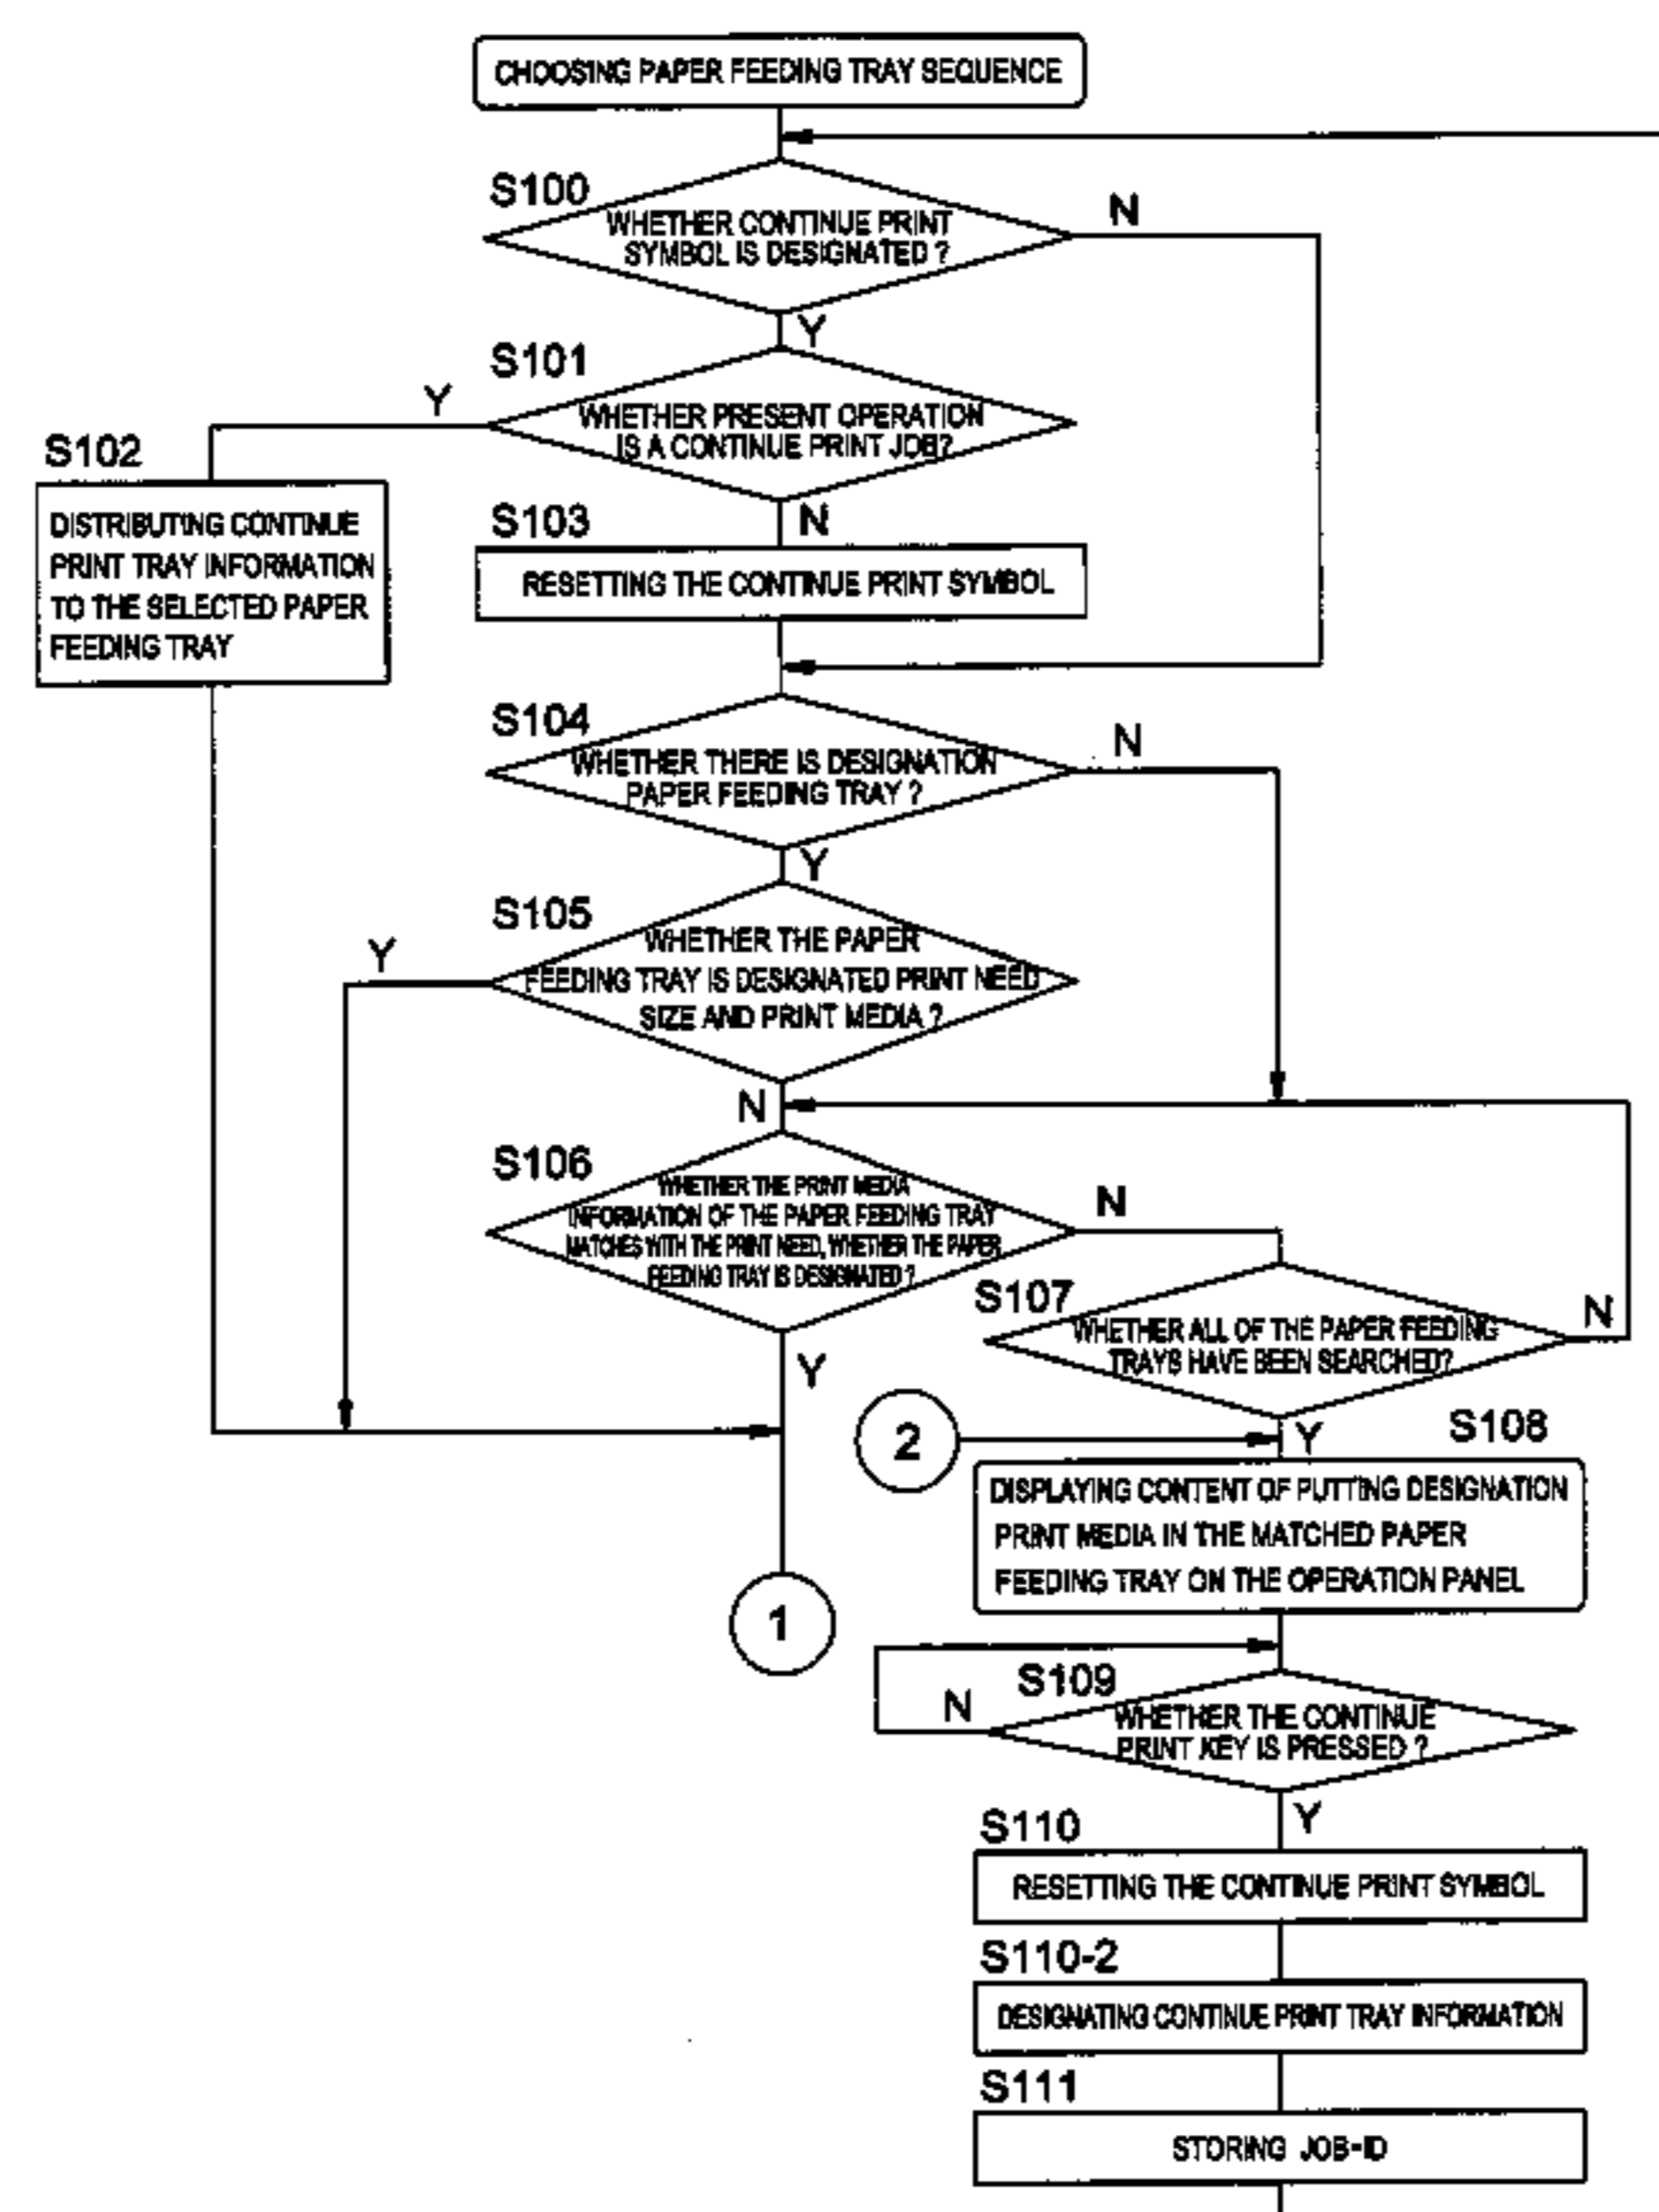 CHOOSING PAPER FEEDING TRAY SEQUENCE
S100
N
WHETHER CONTINUE PRINT
SYMBOL IS DESIGNATED ?
Y
S101
Y
WHETHER PRESENT OPERATION
IS A CONTINUE PRINT JOB?
S102
DISTRIBUTING CONTINUE
PRINT TRAY INFORMATION
TO THE SELECTED PAPER
FEEDING TRAY
S103
N
RESETTING THE CONTINUE PRINT SYMBOL
S104
N
WHETHER THERE IS DESIGNATION
PAPER FEEDING TRAY ?
Y
S105
Y
WHETHER THE PAPER
FEEDING TRAY IS DESIGNATED PRINT NEED
SIZE AND PRINT MEDIA ?
N
S106
N
WHETHER THE PRINT MEDIA
INFORMATION OF THE PAPER FEEDING TRAY
MATCHES WITH THE PRINT NEED, WHETHER THE PAPER
FEEDING TRAY IS DESIGNATED ?
Y
S107
N
WHETHER ALL OF THE PAPER FEEDING
TRAYS HAVE BEEN SEARCHED?
Y
2
S108
DISPLAYING CONTENT OF PUTTING DESIGNATION
PRINT MEDIA IN THE MATCHED PAPER
FEEDING TRAY ON THE OPERATION PANEL
1
S109
N
WHETHER THE CONTINUE
PRINT KEY IS PRESSED ?
Y
S110
RESETTING THE CONTINUE PRINT SYMBOL
S110-2
DESIGNATING CONTINUE PRINT TRAY INFORMATION
S111
STORING JOB-ID